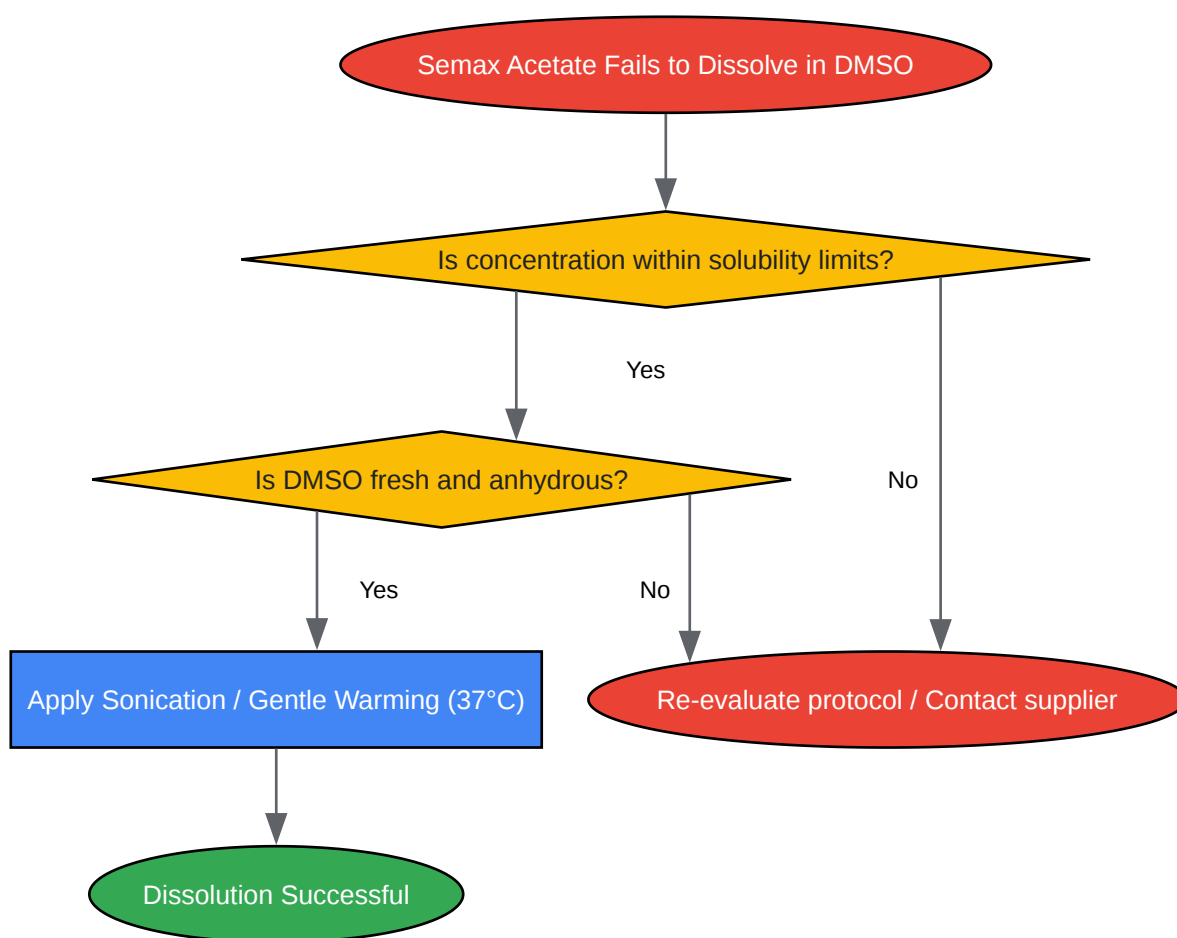 Semax Acetate Fails to Dissolve in DMSO
Is concentration within solubility limits?
Yes
Is DMSO fresh and anhydrous?
No
Yes
No
Apply Sonication / Gentle Warming (37°C)
Re-evaluate protocol / Contact supplier
Dissolution Successful